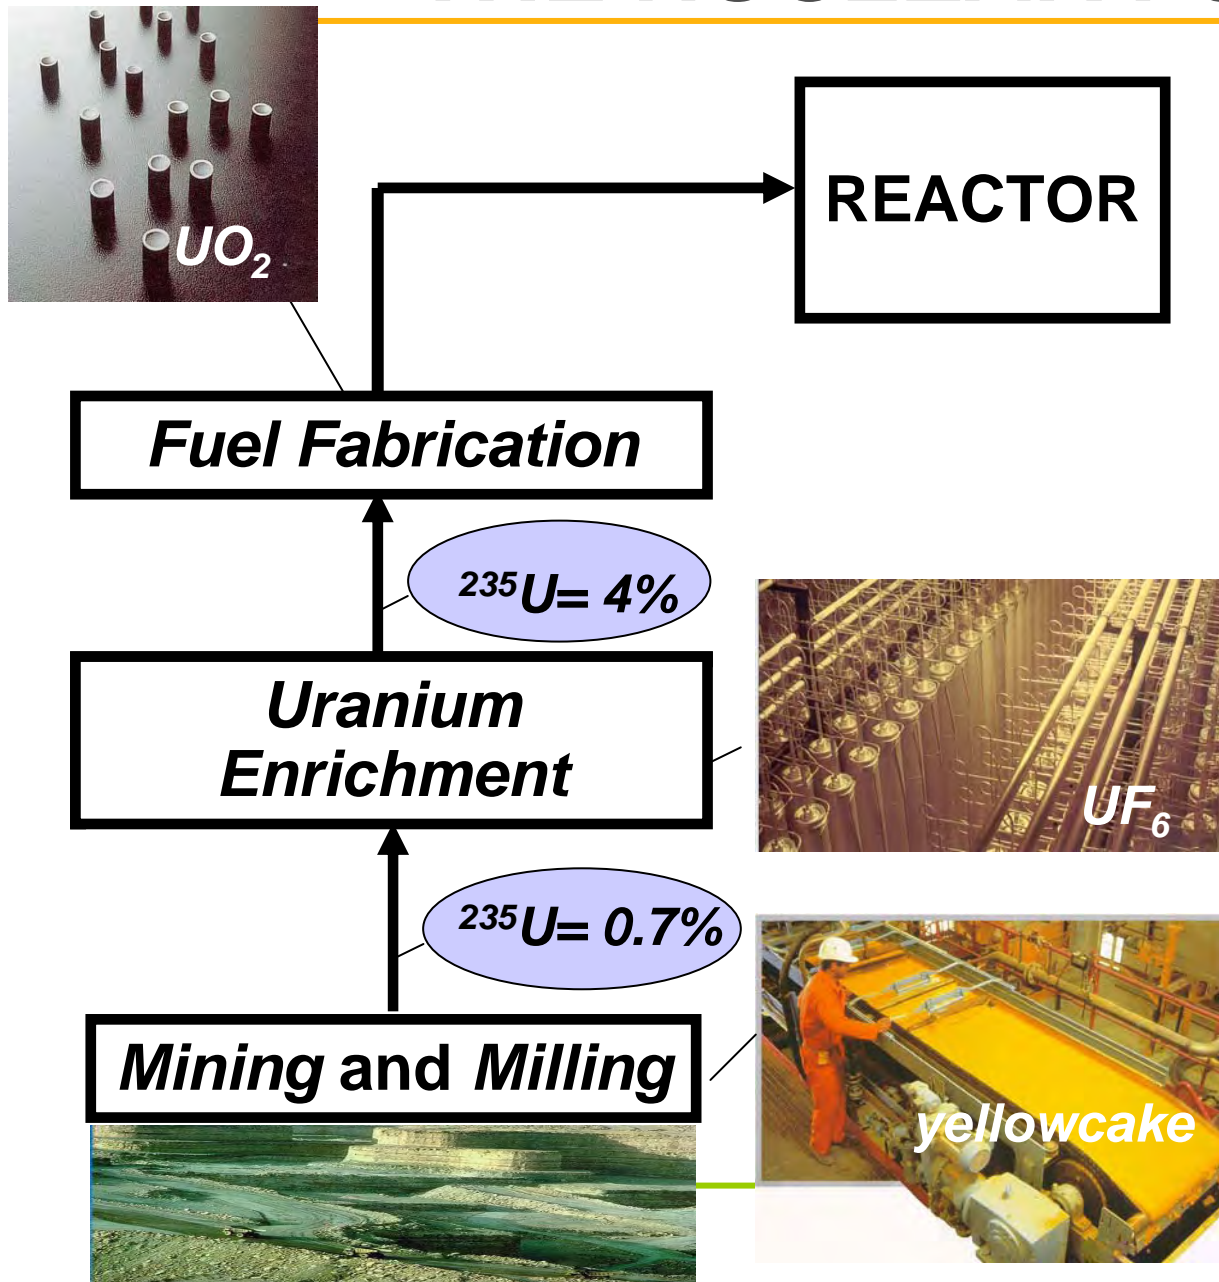 UO₂
REACTOR
Fuel Fabrication
²³⁵U= 4%
Uranium
Enrichment
UF₆
²³⁵U= 0.7%
Mining and Milling
yellowcake